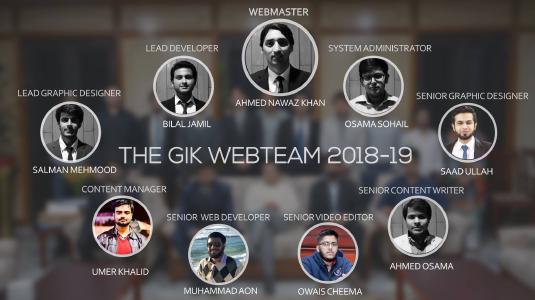 WEBMASTER
AHMED NAWAZ KHAN
LEAD DEVELOPER
BILAL JAMIL
SYSTEM ADMINISTRATOR
OSAMA SOHAIL
LEAD GRAPHIC DESIGNER
SALMAN MEHMOOD
SENIOR GRAPHIC DESIGNER
SAAD ULLAH
THE GIK WEBTEAM 2018-19
CONTENT MANAGER
UMER KHALID
SENIOR WEB DEVELOPER
MUHAMMAD AON
SENIOR VIDEO EDITOR
OWAIS CHEEMA
SENIOR CONTENT WRITER
AHMED OSAMA